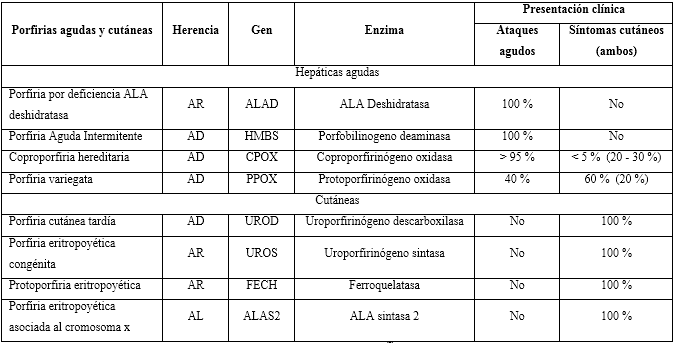 Porfirias agudas y cutáneas Herencia Gen Enzima Presentación clínica
Ataques agudos Síntomas cutáneos (ambos)
Hepáticas agudas
Porfiria por deficiencia ALA deshidratasa AR ALAD ALA Deshidratasa 100 % No
Porfiria Aguda Intermitente AD HMBS Porfobilinogeno deaminasa 100 % No
Coproporfiria hereditaria AD CPOX Coproporfirinógeno oxidasa > 95 % < 5 % (20 - 30 %)
Porfiria variegata AD PPOX Protoporfirinógeno oxidasa 40 % 60 % (20 %)
Cutáneas
Porfiria cutánea tardía AD UROD Uroporfirinógeno descarboxilasa No 100 %
Porfiria eritropoyética congénita AR UROS Uroporfirinógeno sintasa No 100 %
Protoporfiria eritropoyética AR FECH Ferroquelatasa No 100 %
Porfiria eritropoyética asociada al cromosoma x AL ALAS2 ALA sintasa 2 No 100 %